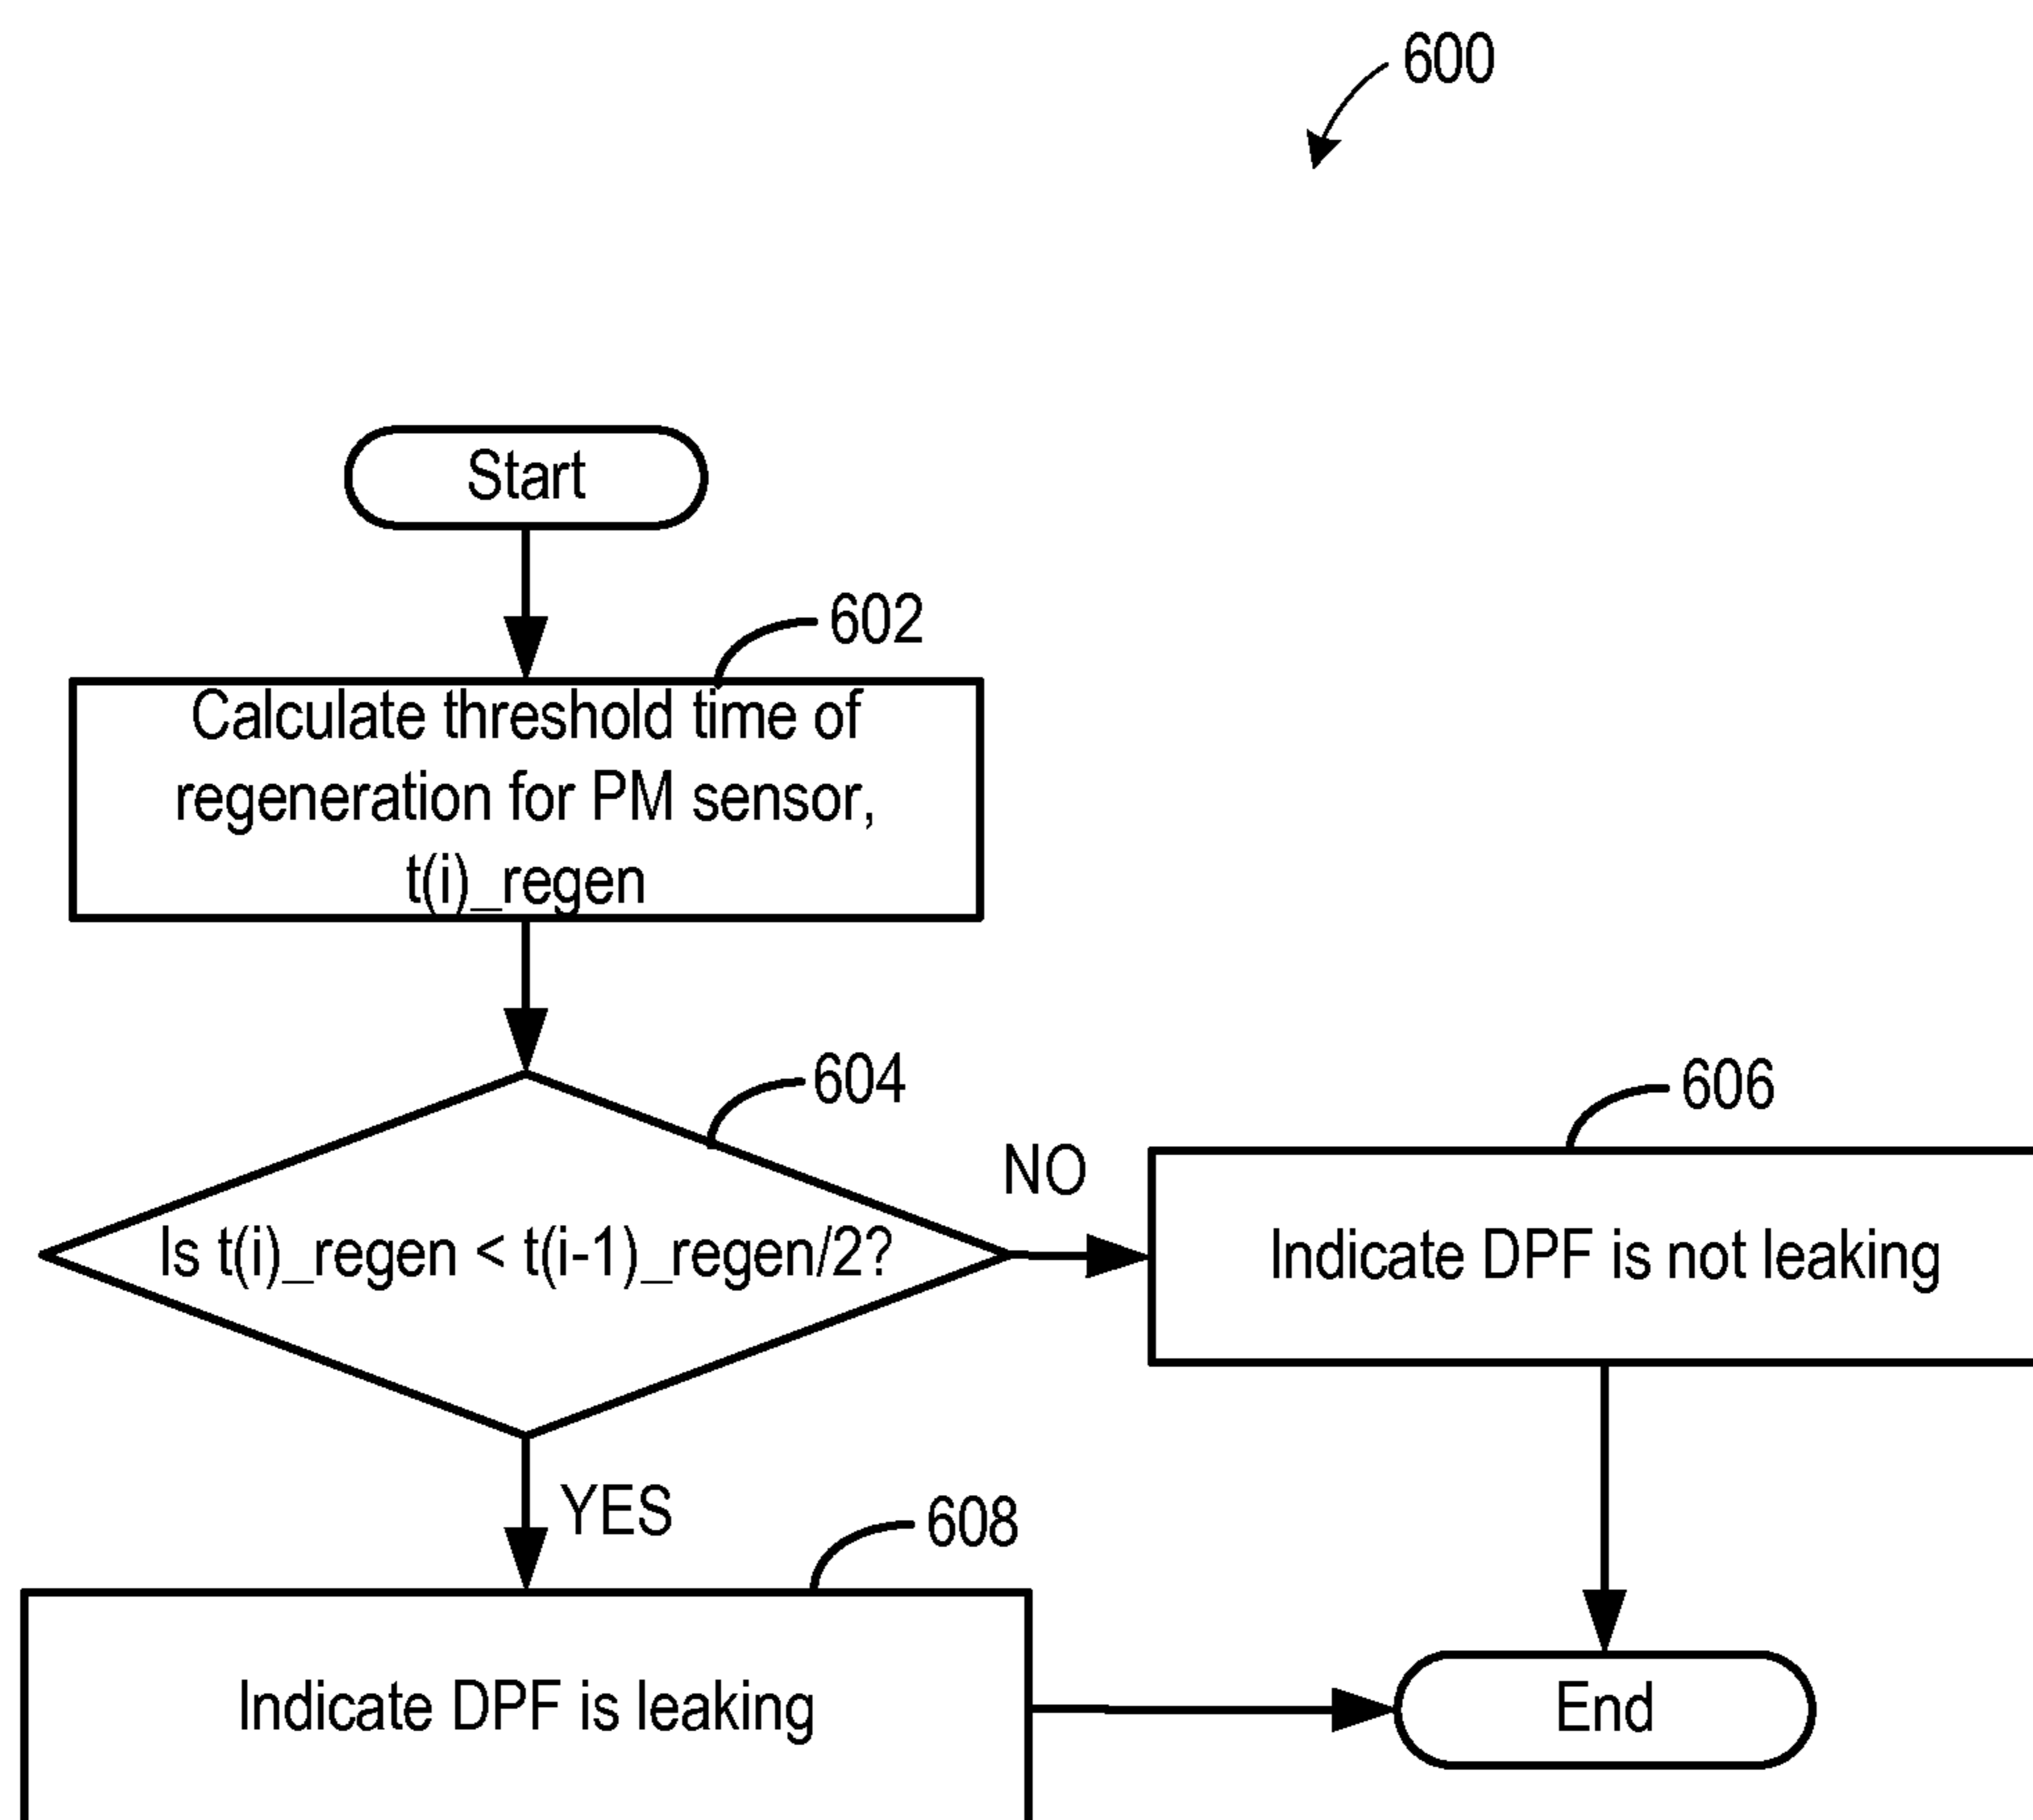 600
Start
602
Calculate threshold time of
regeneration for PM sensor,
t(i)_regen
604
606
NO
Is t(i)_regen < t(i-1)_regen/2?
Indicate DPF is not leaking
YES
608
Indicate DPF is leaking
End